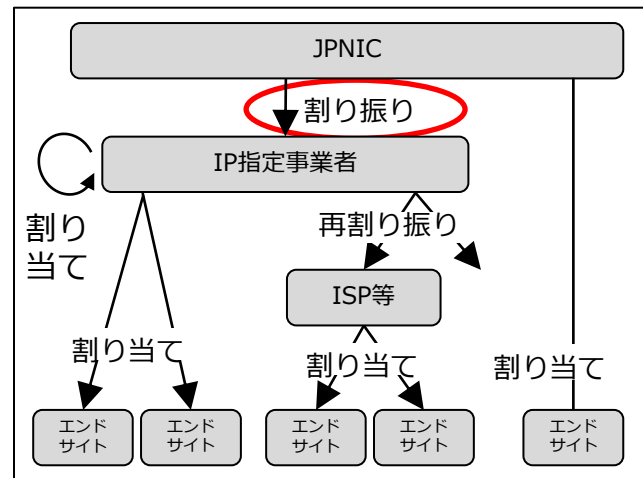 JPNIC
割り振り
IP指定事業者
割り
当て
再割り振り
ISP等
割り当て
割り当て
割り当て
エンド
サイト
エンド
サイト
エンド
サイト
エンド
サイト
エンド
サイト